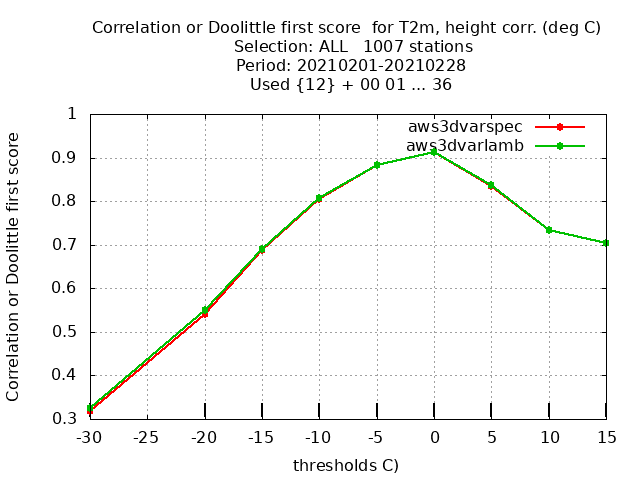 Correlation or Doolittle first score  for T2m, height corr. (deg C)
Selection: ALL   1007 stations
Period: 20210201-20210228
Used {12} + 00 01 ... 36
aws3dvarspec
aws3dvarlamb
Correlation or Doolittle first score
1
0.9
0.8
0.7
0.6
0.5
0.4
0.3
-30 -25 -20 -15 -10 -5 0 5 10 15
thresholds C)